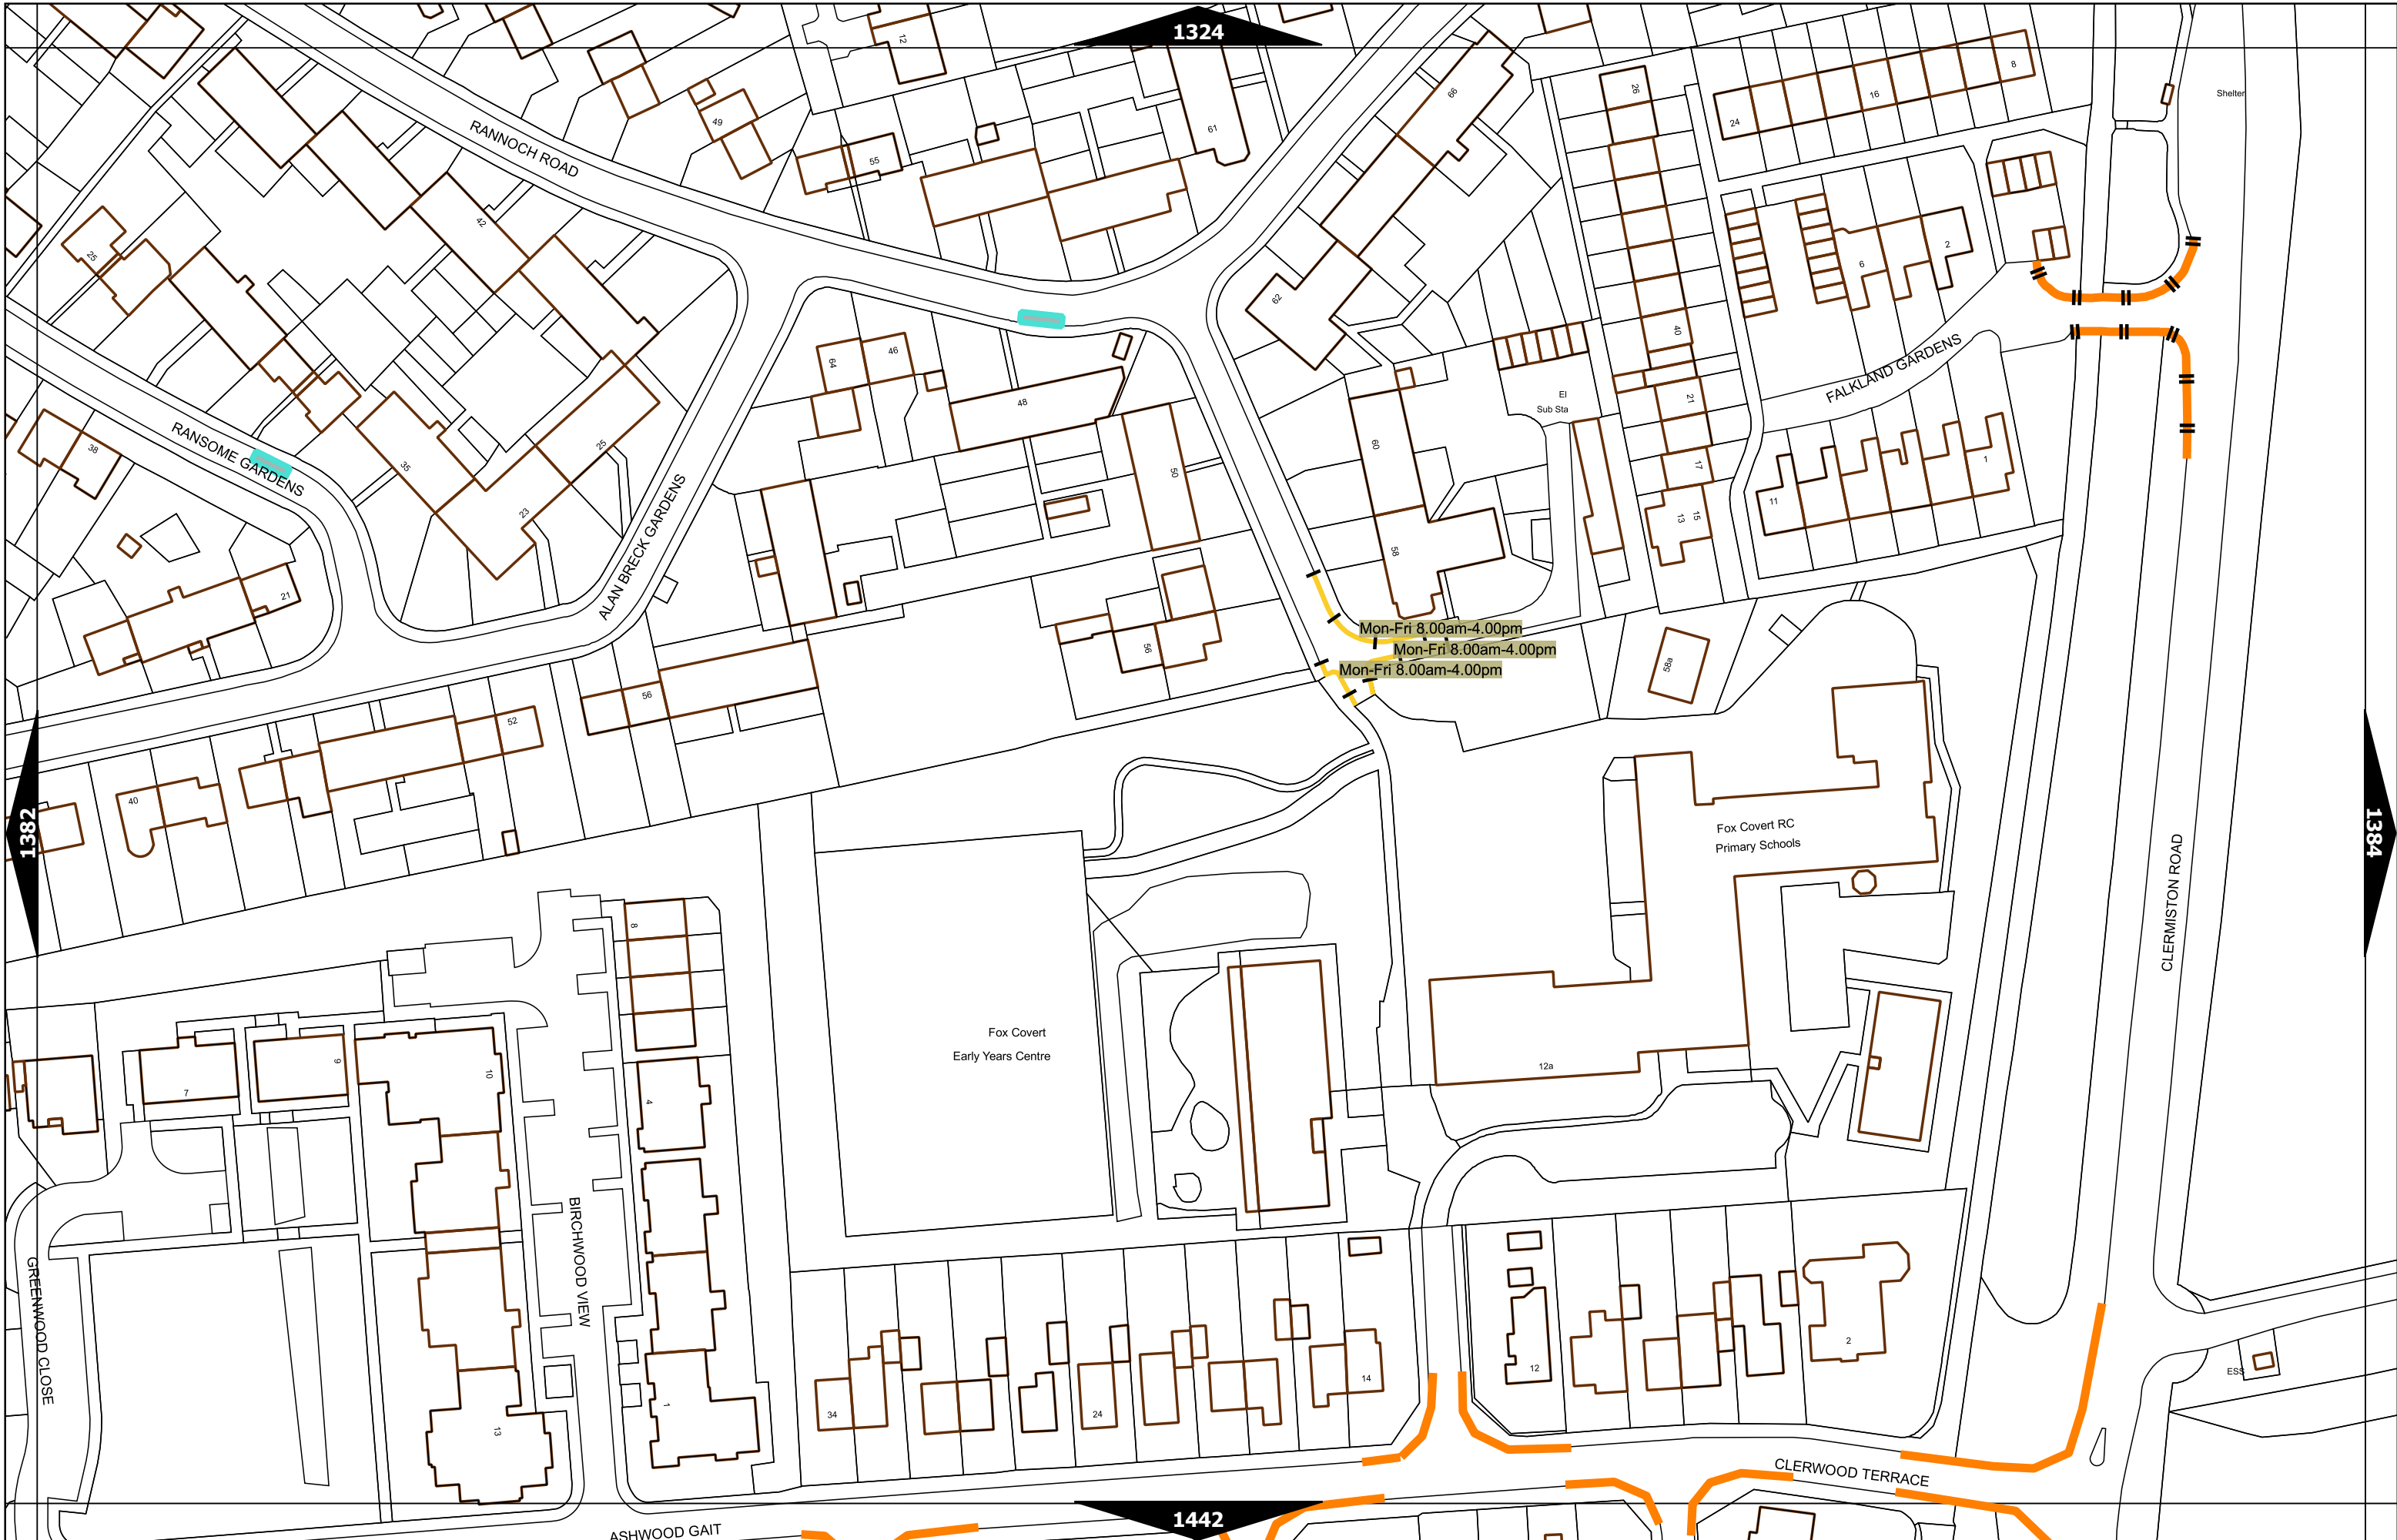 1324
12
66
26
8
16
24
Shelter
49
61
55
RANNOCH ROAD
42
25
2
6
62
40
FALKLAND GARDENS
64
46
El
Sub Sta
21
48
60
RANSOME GARDENS
38
35
25
50
17
1
11
23
13
15
ALAN BRECK GARDENS
58
21
Mon-Fri 8.00am-4.00pm
Mon-Fri 8.00am-4.00pm
Mon-Fri 8.00am-4.00pm
56
58a
56
52
40
1382
1384
Fox Covert RC
Primary Schools
CLERMISTON ROAD
8
Fox Covert
Early Years Centre
9
10
7
4
12a
BIRCHWOOD VIEW
GREENWOOD CLOSE
2
ESS
12
14
34
24
1
13
CLERWOOD TERRACE
1442
ASHWOOD GAIT